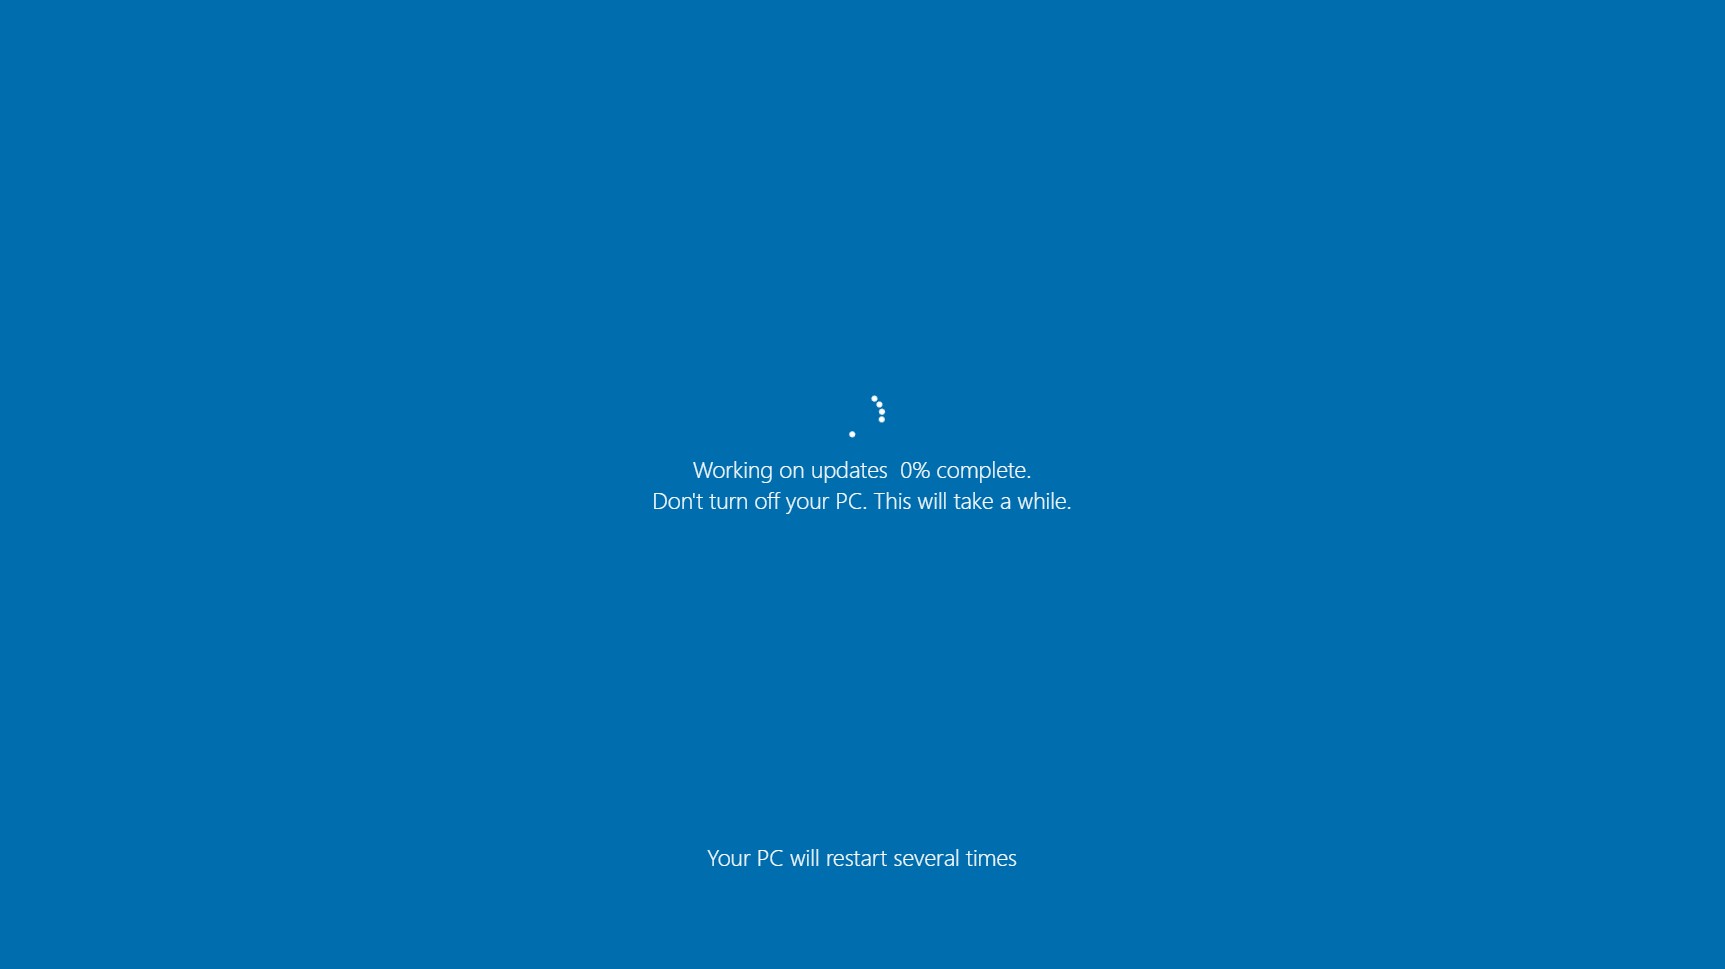 Working on updates  0% complete.
Don't turn off your PC. This will take a while.
Your PC will restart several times